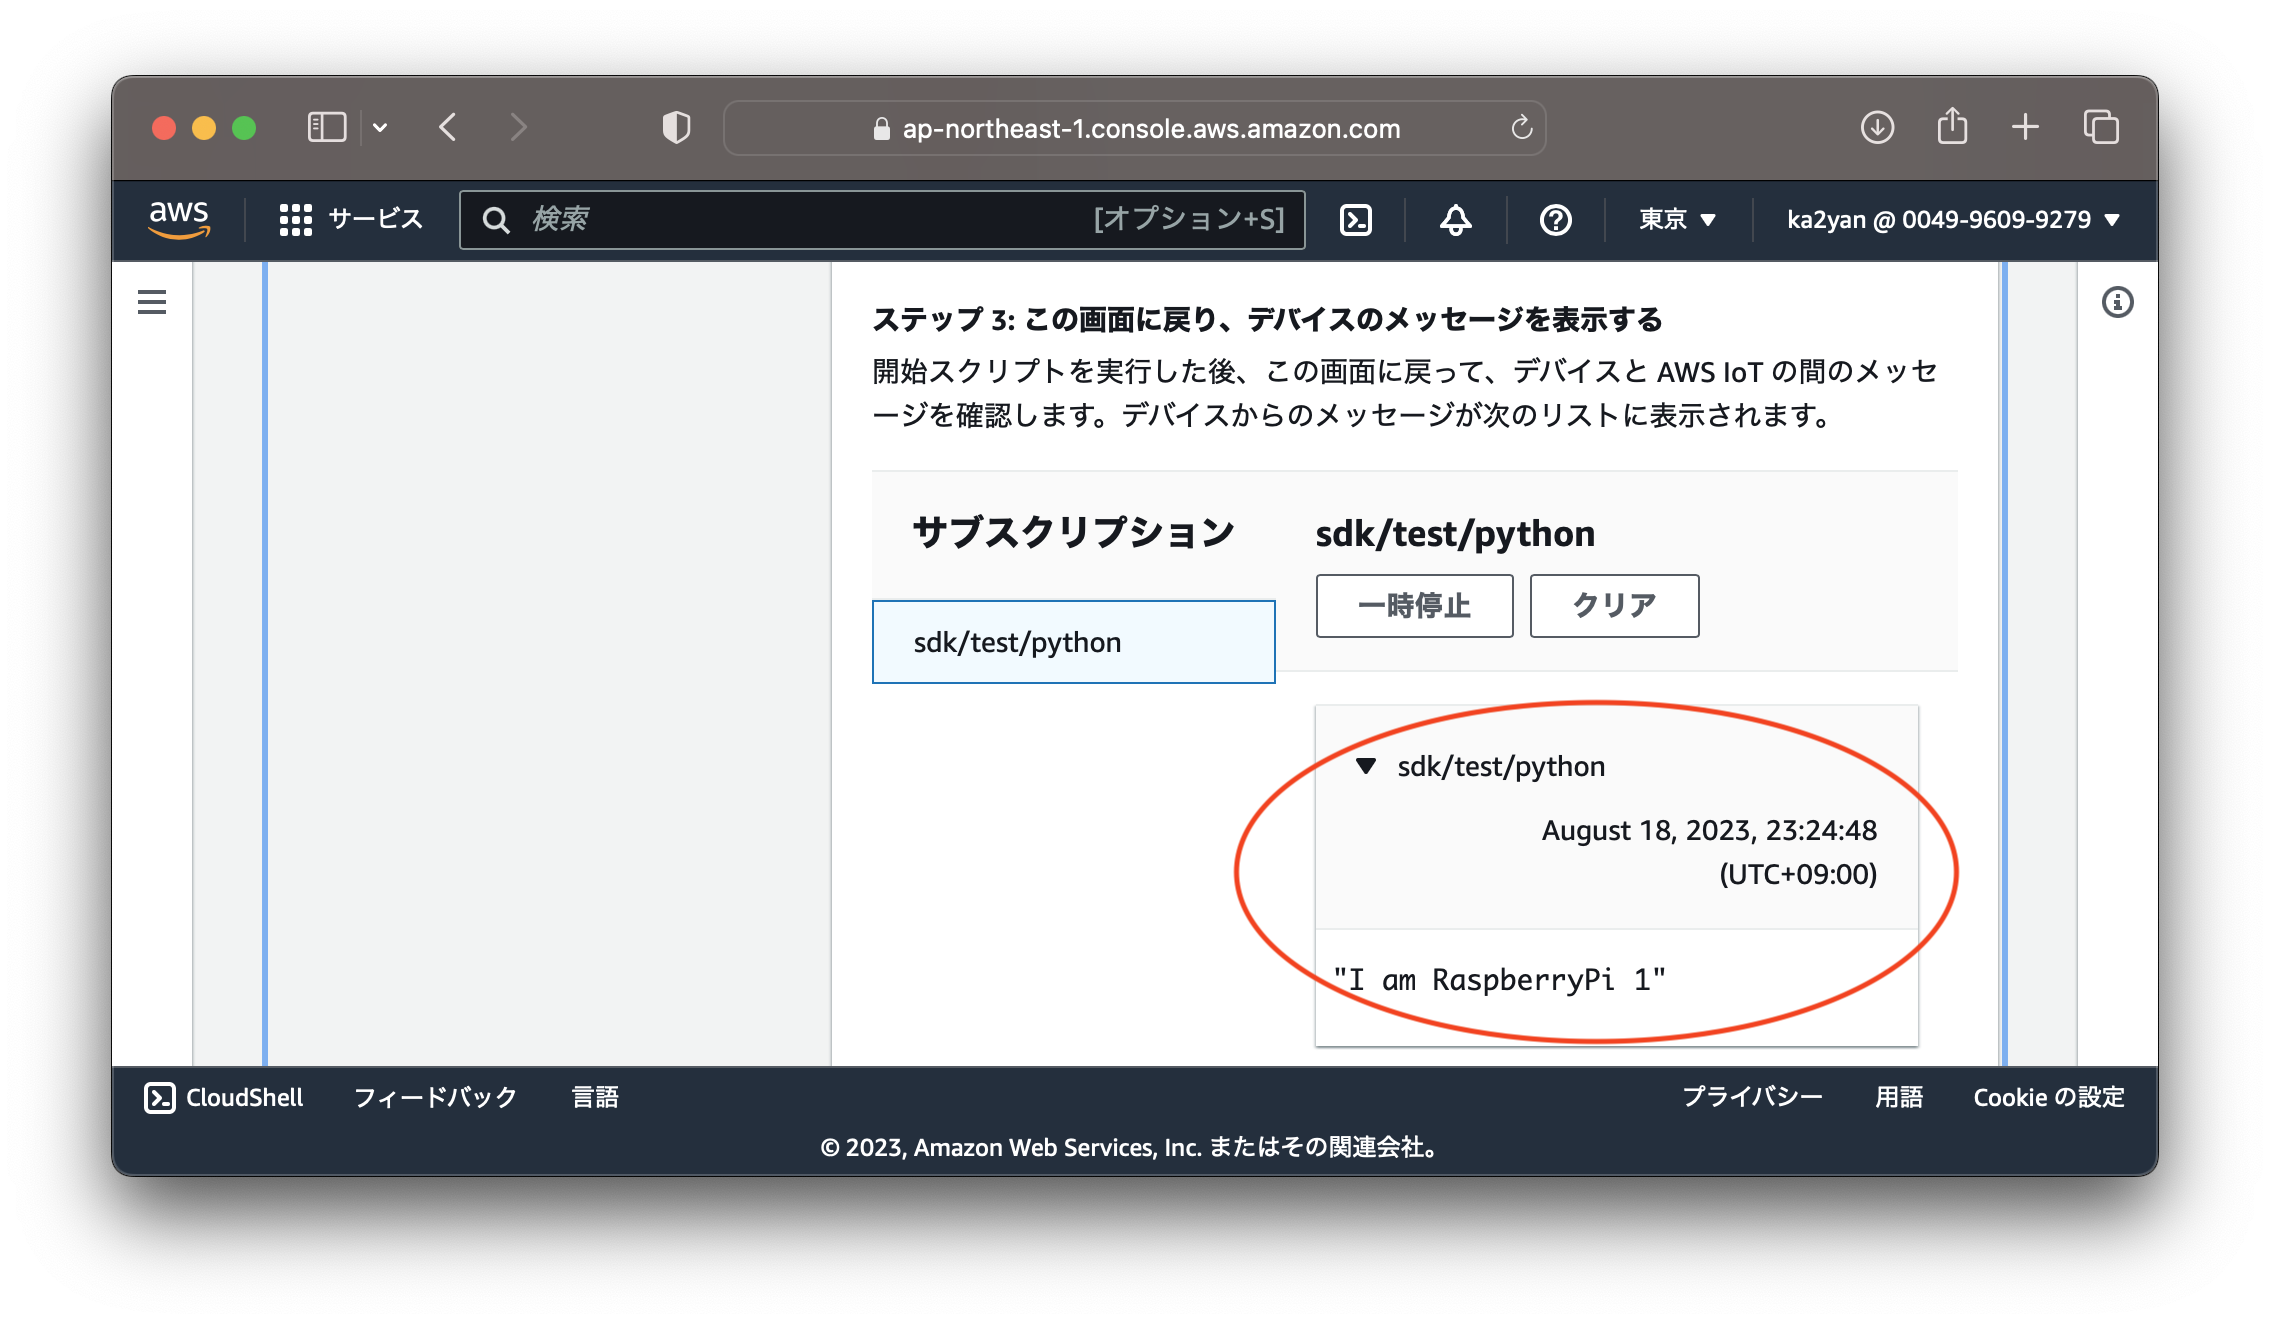 ap-northeast-1.console.aws.amazon.com
aws
サービス
検索
[オプション+S]
東京
ka2yan @ 0049-9609-9279
ステップ 3: この画面に戻り、デバイスのメッセージを表示する
開始スクリプトを実行した後、この画面に戻って、デバイスと AWS IoT の間のメッセ
ージを確認します。デバイスからのメッセージが次のリストに表示されます。
サブスクリプション
sdk/test/python
sdk/test/python
一時停止
クリア
sdk/test/python
August 18, 2023, 23:24:48
(UTC+09:00)
"I am RaspberryPi 1"
CloudShell
フィードバック
言語
プライバシー
用語
Cookie の設定
© 2023, Amazon Web Services, Inc. またはその関連会社。